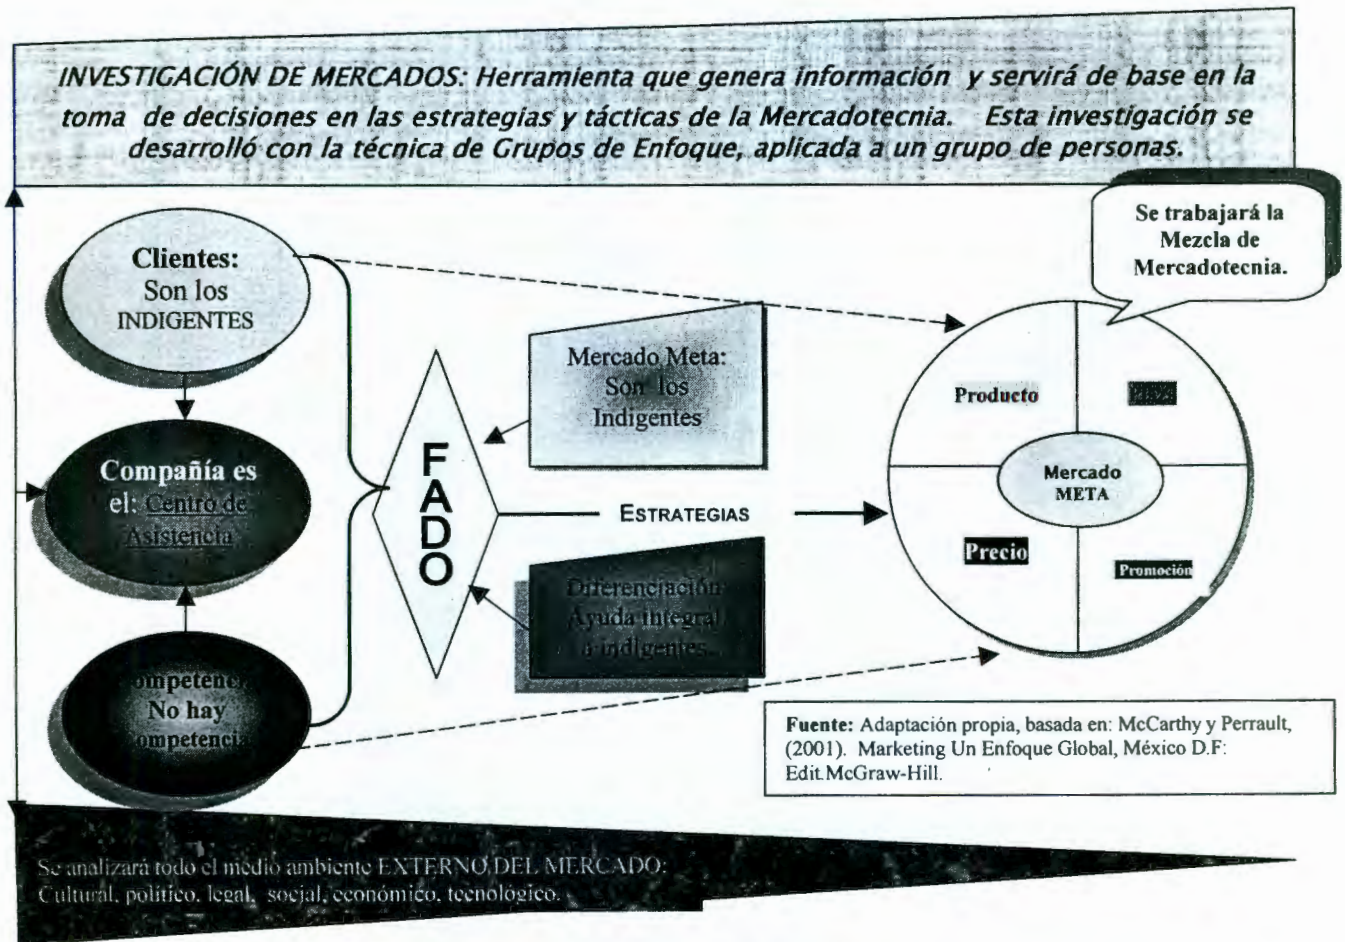 INVESTIGACIÓN DE MERCADOS: Herramienta que genera información y servirá de base en la
toma de decisiones en las estrategias y tácticas de la Mercadotecnia. Esta investigación se
desarrolló con la técnica de Grupos de Enfoque, aplicada a un grupo de personas.
Se trabajará la
Mezcla de
Mercadotecnia.
Clientes:
Son los
INDIGENTES
Compañía es
el: Centro de
Asistencia
Competencia
No hay
competencia
FADO
Mercado Meta:
Son los
Indigentes
ESTRATEGIAS
Diferenciación
Ayuda integral
a indigentes.
Producto
Mercado
META
Precio
Promoción
Fuente: Adaptación propia, basada en: McCarthy y Perrault,
(2001). Marketing Un Enfoque Global, México D.F:
Edit.McGraw-Hill.
Se analizará todo el medio ambiente EXTERNO DEL MERCADO:
Cultural, político, legal, social, económico, tecnológico.